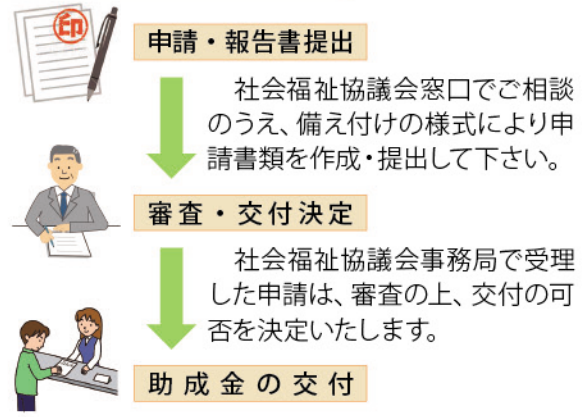 印
申請・報告書提出
社会福祉協議会窓口でご相談
のうえ、備え付けの様式により申
請書類を作成・提出して下さい。
審査・交付決定
社会福祉協議会事務局で受理
した申請は、審査の上、交付の可
否を決定いたします。
助成金の交付